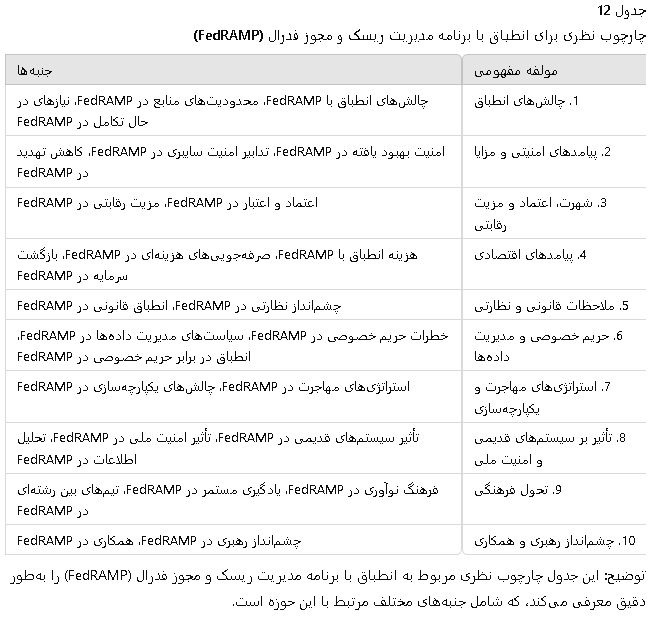 جدول 12
چارچوب نظری برای انطباق با برنامه مدیریت ریسک و مجوز فدرال (FedRAMP)
مولفه مفهومی
جنبه‌ها
1. چالش‌های انطباق
چالش‌های انطباق با FedRAMP، محدودیت‌های منابع در FedRAMP، نیازهای در
حال تکامل در FedRAMP
2. پیامدهای امنیتی و مزایا
امنیت بهبود یافته در FedRAMP، تدابیر امنیت سایبری در FedRAMP، کاهش تهدید
در FedRAMP
3. شهرت، اعتماد و مزیت
رقابتی
اعتماد و اعتبار در FedRAMP، مزیت رقابتی در FedRAMP
4. پیامدهای اقتصادی
هزینه انطباق با FedRAMP، صرفه‌جویی‌های هزینه‌ای در FedRAMP، بازگشت
سرمایه در FedRAMP
5. ملاحظات قانونی و نظارتی
چشم‌انداز نظارتی در FedRAMP، انطباق قانونی در FedRAMP
6. حریم خصوصی و مدیریت
داده‌ها
خطرات حریم خصوصی در FedRAMP، سیاست‌های مدیریت داده‌ها در FedRAMP،
انطباق در برابر حریم خصوصی در FedRAMP
7. استراتژی‌های مهاجرت و
یکپارچه‌سازی
استراتژی‌های مهاجرت در FedRAMP، چالش‌های یکپارچه‌سازی در FedRAMP
8. تأثیر بر سیستم‌های قدیمی
و امنیت ملی
تأثیر سیستم‌های قدیمی در FedRAMP، تأثیر امنیت ملی در FedRAMP، تحلیل
اطلاعات در FedRAMP
9. تحول فرهنگی
فرهنگ نوآوری در FedRAMP، یادگیری مستمر در FedRAMP، تیم‌های بین رشته‌ای
در FedRAMP
10. چشم‌انداز رهبری و همکاری
چشم‌انداز رهبری در FedRAMP، همکاری در FedRAMP
توضیح: این جدول چارچوب نظری مربوط به انطباق با برنامه مدیریت ریسک و مجوز فدرال (FedRAMP) را به‌طور
دقیق معرفی می‌کند، که شامل جنبه‌های مختلف مرتبط با این حوزه است.